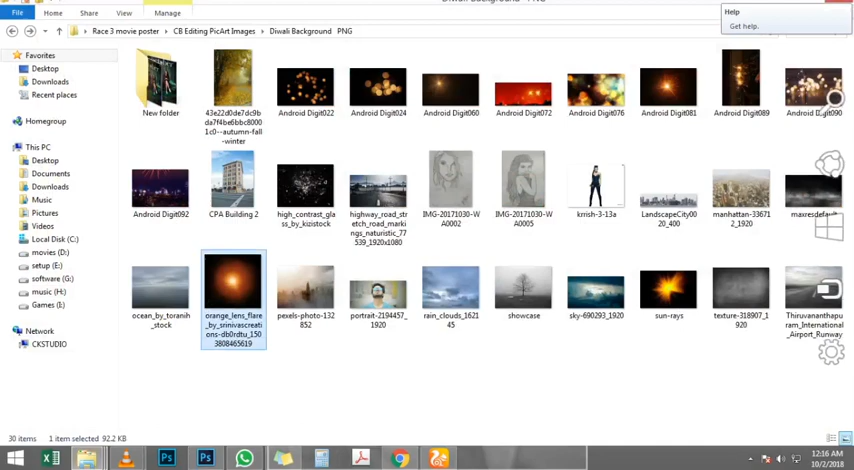 Diwali Background PNG
Help
Get help.
File Home Share View Manage
Race 3 movie poster CB Editing PicArt Images Diwali Background PNG
Favorites
Desktop
Downloads
Recent places
Homegroup
This PC
Desktop
Documents
Downloads
Music
Pictures
Videos
Local Disk (C:)
movies (D:)
setup (E:)
software (G:)
music (H:)
Games (I:)
Network
CKSTUDIO
New folder
43e22d0de7dc9b
da7f4be6bbc8000
1c0--autumn-fall
-winter
Android Digit022
Android Digit024
Android Digit060
Android Digit072
Android Digit076
Android Digit081
Android Digit089
Android Digit090
Android Digit092
CPA Building 2
high_contrast_gla
ss_by_kizistock
highway_road_str
etch_road_marki
ngs_naturistic_77
539_1920x1080
IMG-20171030-W
A0002
IMG-20171030-W
A0005
krrish-3-13a
LandscapeCity00
20_400
manhattan-33671
2_1920
maxresdefault
ocean_by_toranih
_stock
orange_lens_flare
_by_srinivascreati
ons-db0rdtu_150
3808465619
pexels-photo-132
852
portrait-2194457_
1920
rain_clouds_1621
45
showcase
sky-690293_1920
sun-rays
texture-318907_1
920
Thiruvananthapu
ram_International
_Airport_Runway
30 items 1 item selected 92.2 KB
12:16 AM
10/2/2018